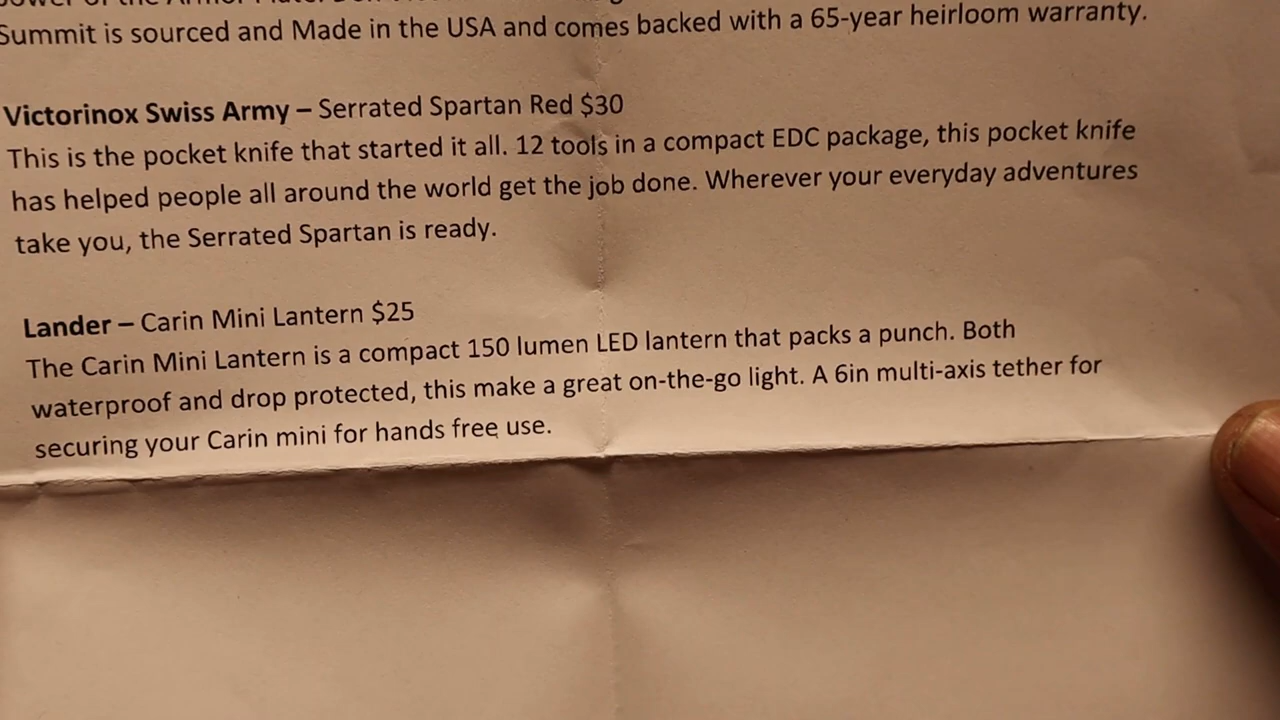 Summit is sourced and Made in the USA and comes backed with a 65-year heirloom warranty.
Victorinox Swiss Army – Serrated Spartan Red $30
This is the pocket knife that started it all. 12 tools in a compact EDC package, this pocket knife
has helped people all around the world get the job done. Wherever your everyday adventures
take you, the Serrated Spartan is ready.
Lander – Carin Mini Lantern $25
The Carin Mini Lantern is a compact 150 lumen LED lantern that packs a punch. Both
waterproof and drop protected, this make a great on-the-go light. A 6in multi-axis tether for
securing your Carin mini for hands free use.